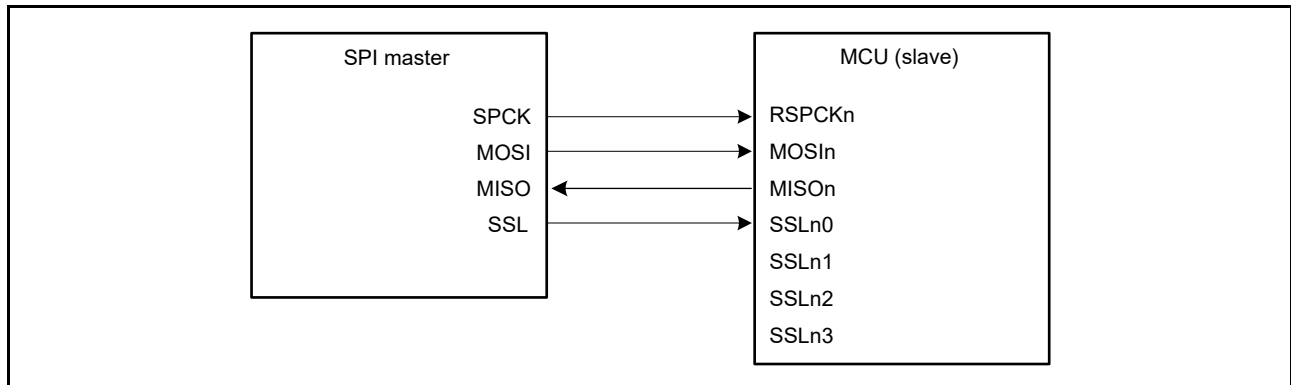 SPI master
SPCK
MOSI
MISO
SSL
MCU (slave)
RSPCKn
MOSIn
MISOn
SSLn0
SSLn1
SSLn2
SSLn3